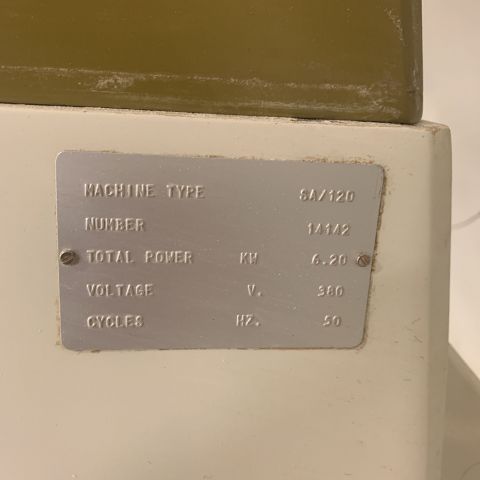 MACHINE TYPE SA/120
NUMBER 14142
TOTAL POWER KW 6.20
VOLTAGE V. 380
CYCLES HZ. 50